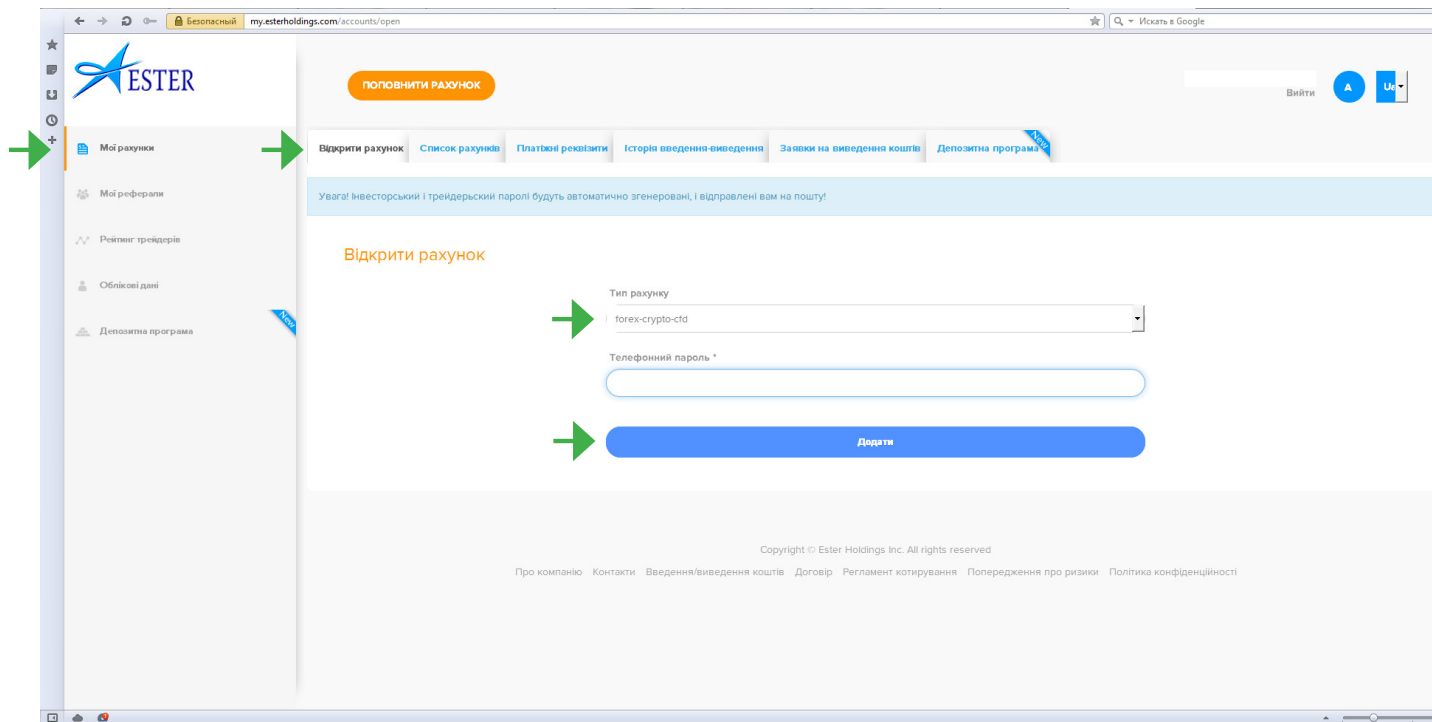 Безопасный my.esterholdings.com/accounts/open Искать в Google
ESTER
ПОПОВНИТИ РАХУНОК
Вийти A Ua
Мої рахунки
Мої реферали
Рейтинг трейдерів
Облікові дані
Депозитна програма New
Відкрити рахунок Список рахунків Платіжні реквізити Історія введення-виведення Заявки на виведення коштів Депозитна програма New
Увага! Інвесторський і трейдерьский паролі будуть автоматично згенеровані, і відправлені вам на пошту!
Відкрити рахунок
Тип рахунку
forex-crypto-cfd
Телефонний пароль *
Додати
Copyright © Ester Holdings Inc. All rights reserved
Про компанію Контакти Введення/виведення коштів Договір Регламент котирування Попередження про ризики Політика конфіденційності